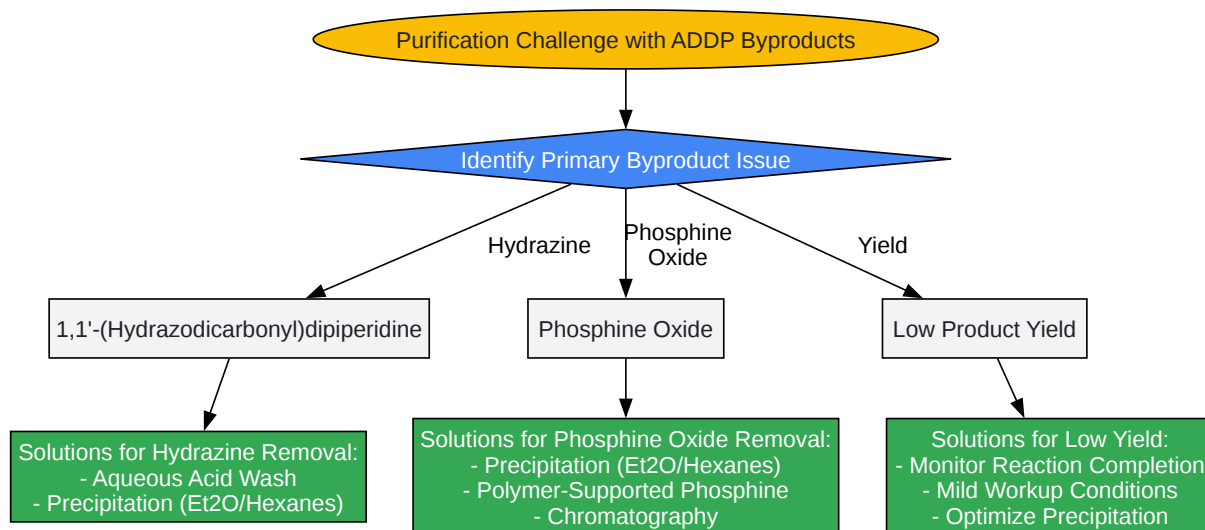 Purification Challenge with ADDP Byproducts
Identify Primary Byproduct Issue
Hydrazine
Phosphine
Oxide
Yield
1,1'-(Hydrazodicarbonyl)dipiperidine
Phosphine Oxide
Low Product Yield
Solutions for Hydrazine Removal:
- Aqueous Acid Wash
- Precipitation (Et2O/Hexanes)
Solutions for Phosphine Oxide Removal:
- Precipitation (Et2O/Hexanes)
- Polymer-Supported Phosphine
- Chromatography
Solutions for Low Yield:
- Monitor Reaction Completion
- Mild Workup Conditions
- Optimize Precipitation